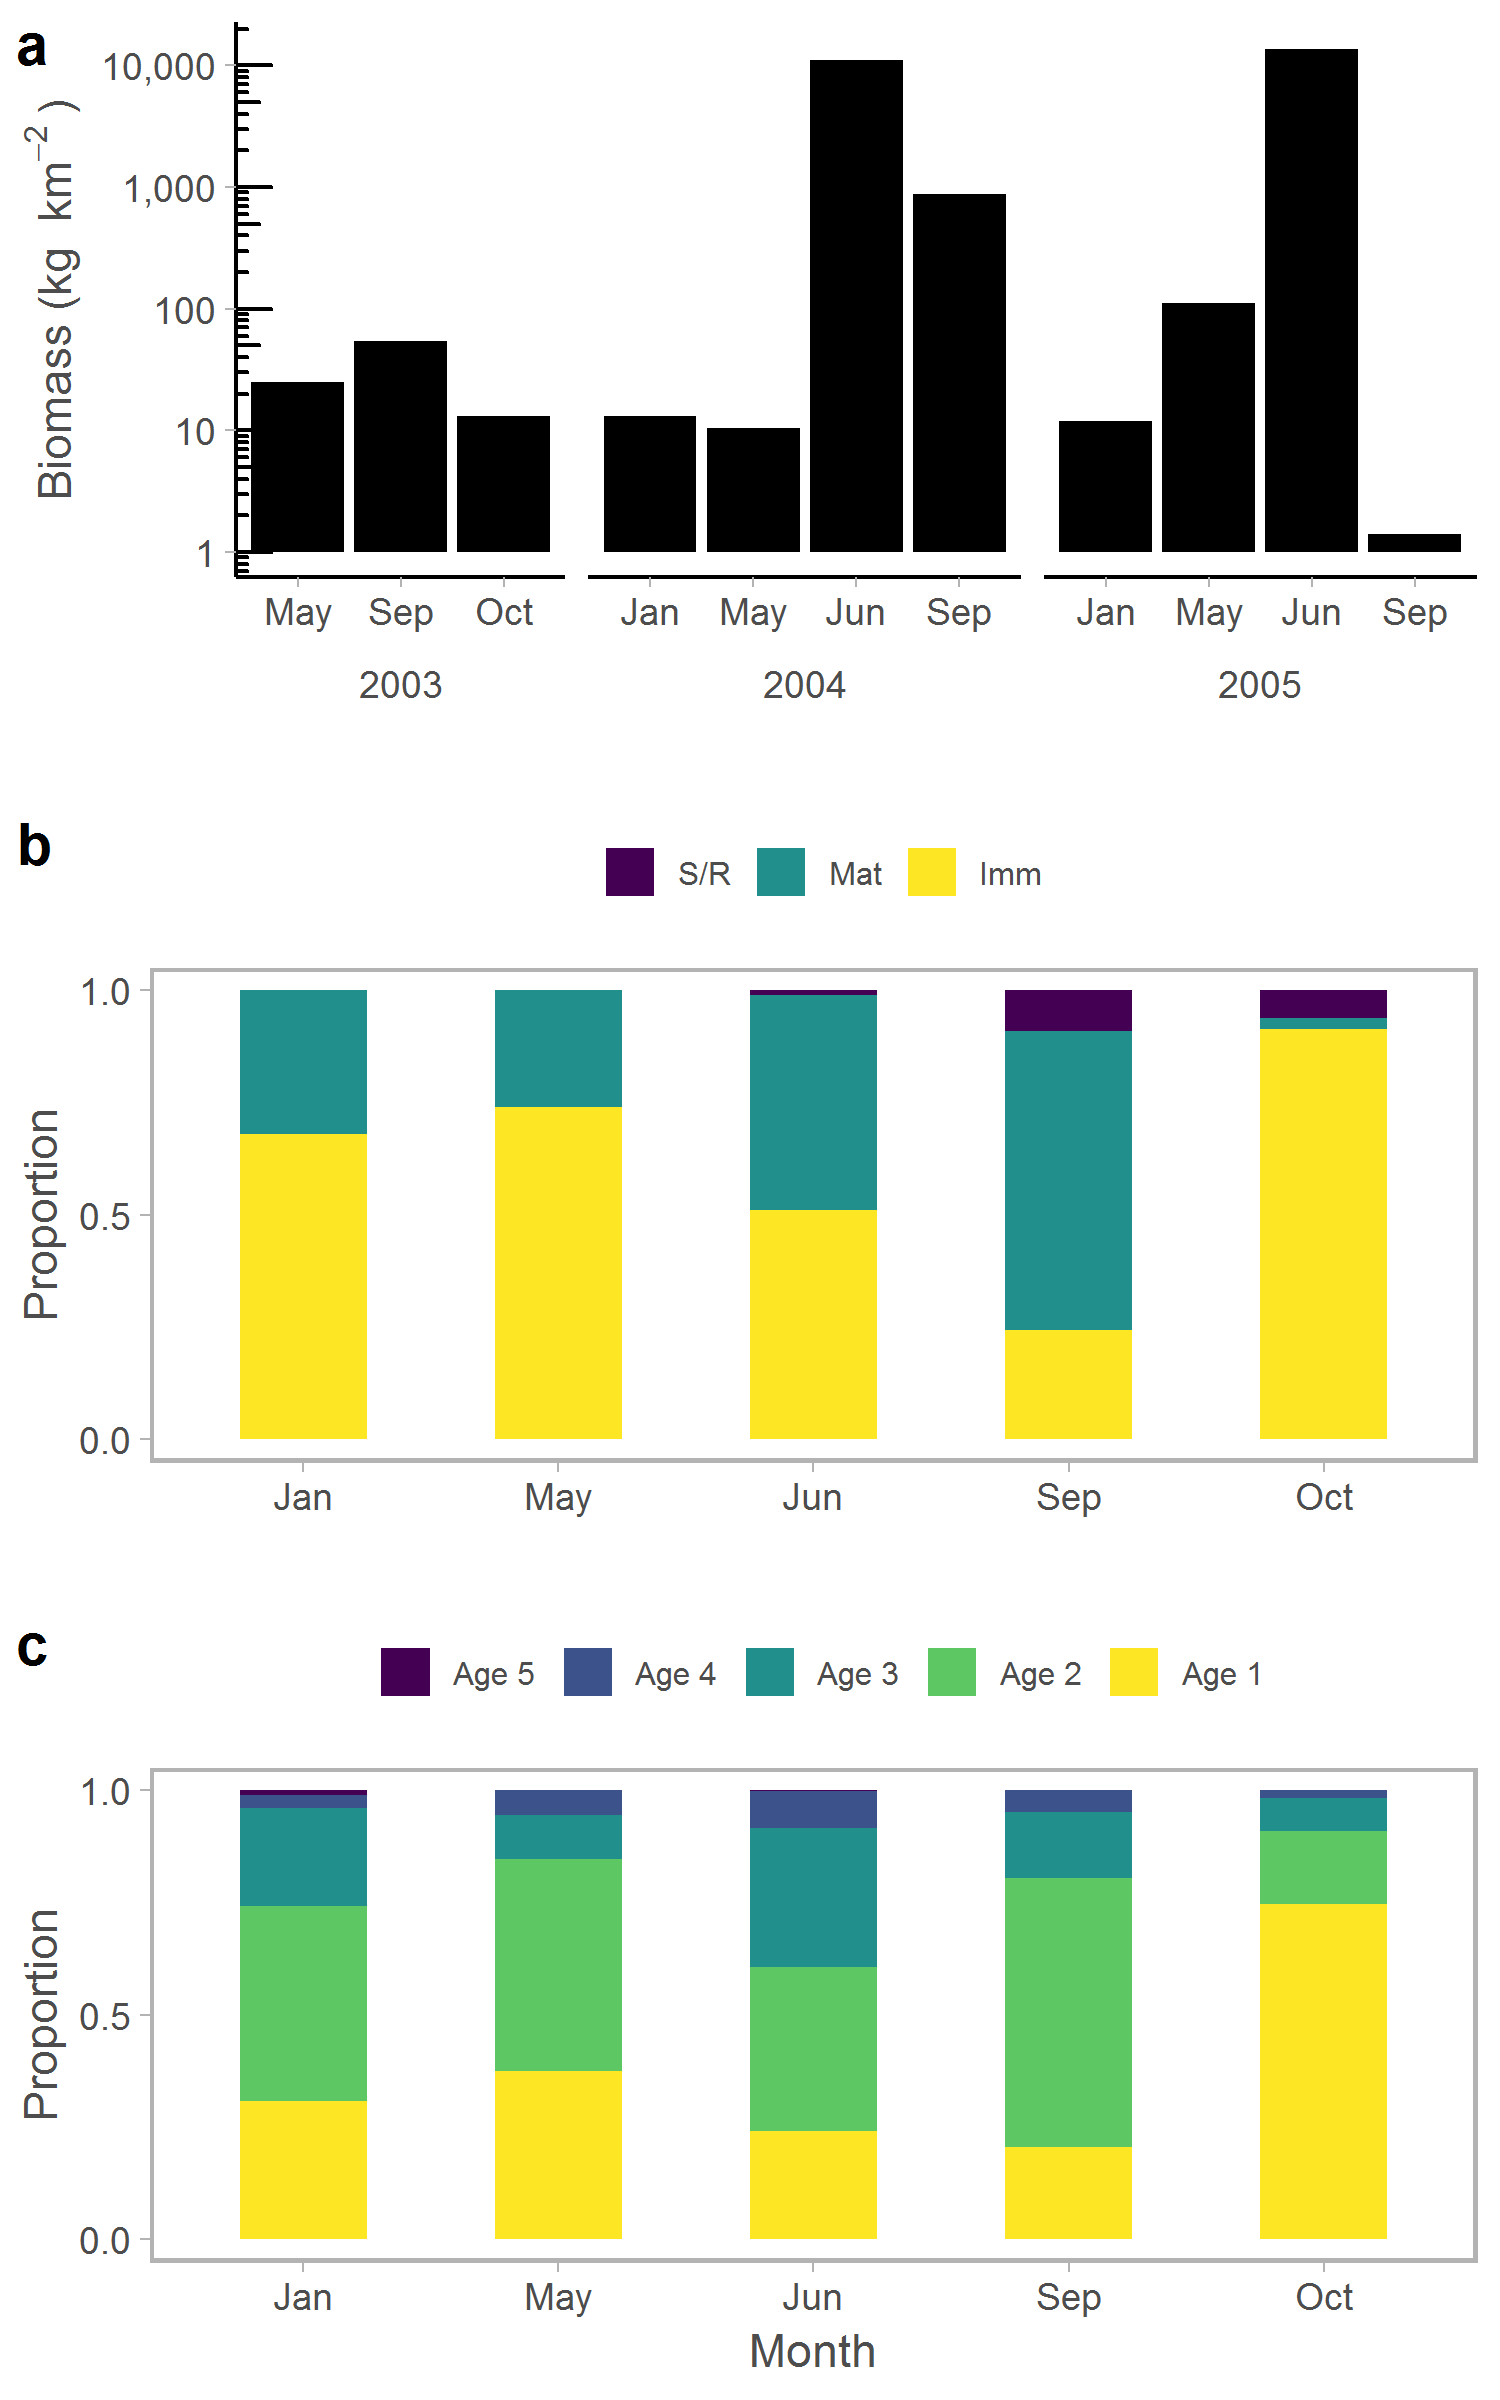 a
Biomass (kg km−2 )
10,000
1,000
100
10
1
May Sep Oct Jan May Jun Sep Jan May Jun Sep
2003 2004 2005
b
S/R Mat Imm
Proportion
1.0
0.5
0.0
Jan May Jun Sep Oct
c
Age 5 Age 4 Age 3 Age 2 Age 1
Proportion
1.0
0.5
0.0
Jan May Jun Sep Oct
Month